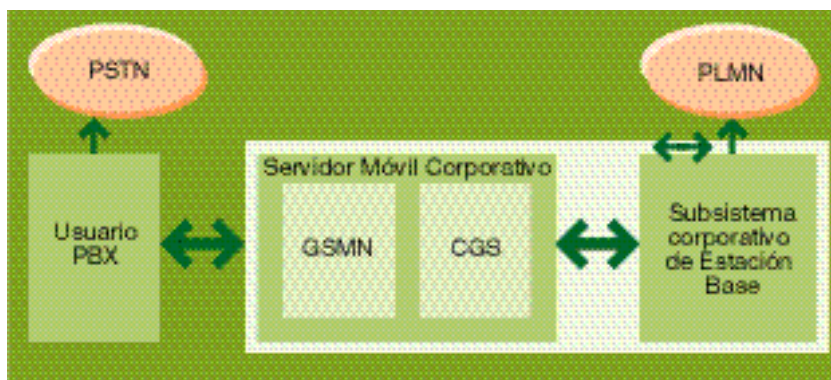 PSTN
PLMN
Servidor Móvil Corporativo
Usuario
PBX
GSMN
CGS
Subsistema
corporativo
de Estación
Base